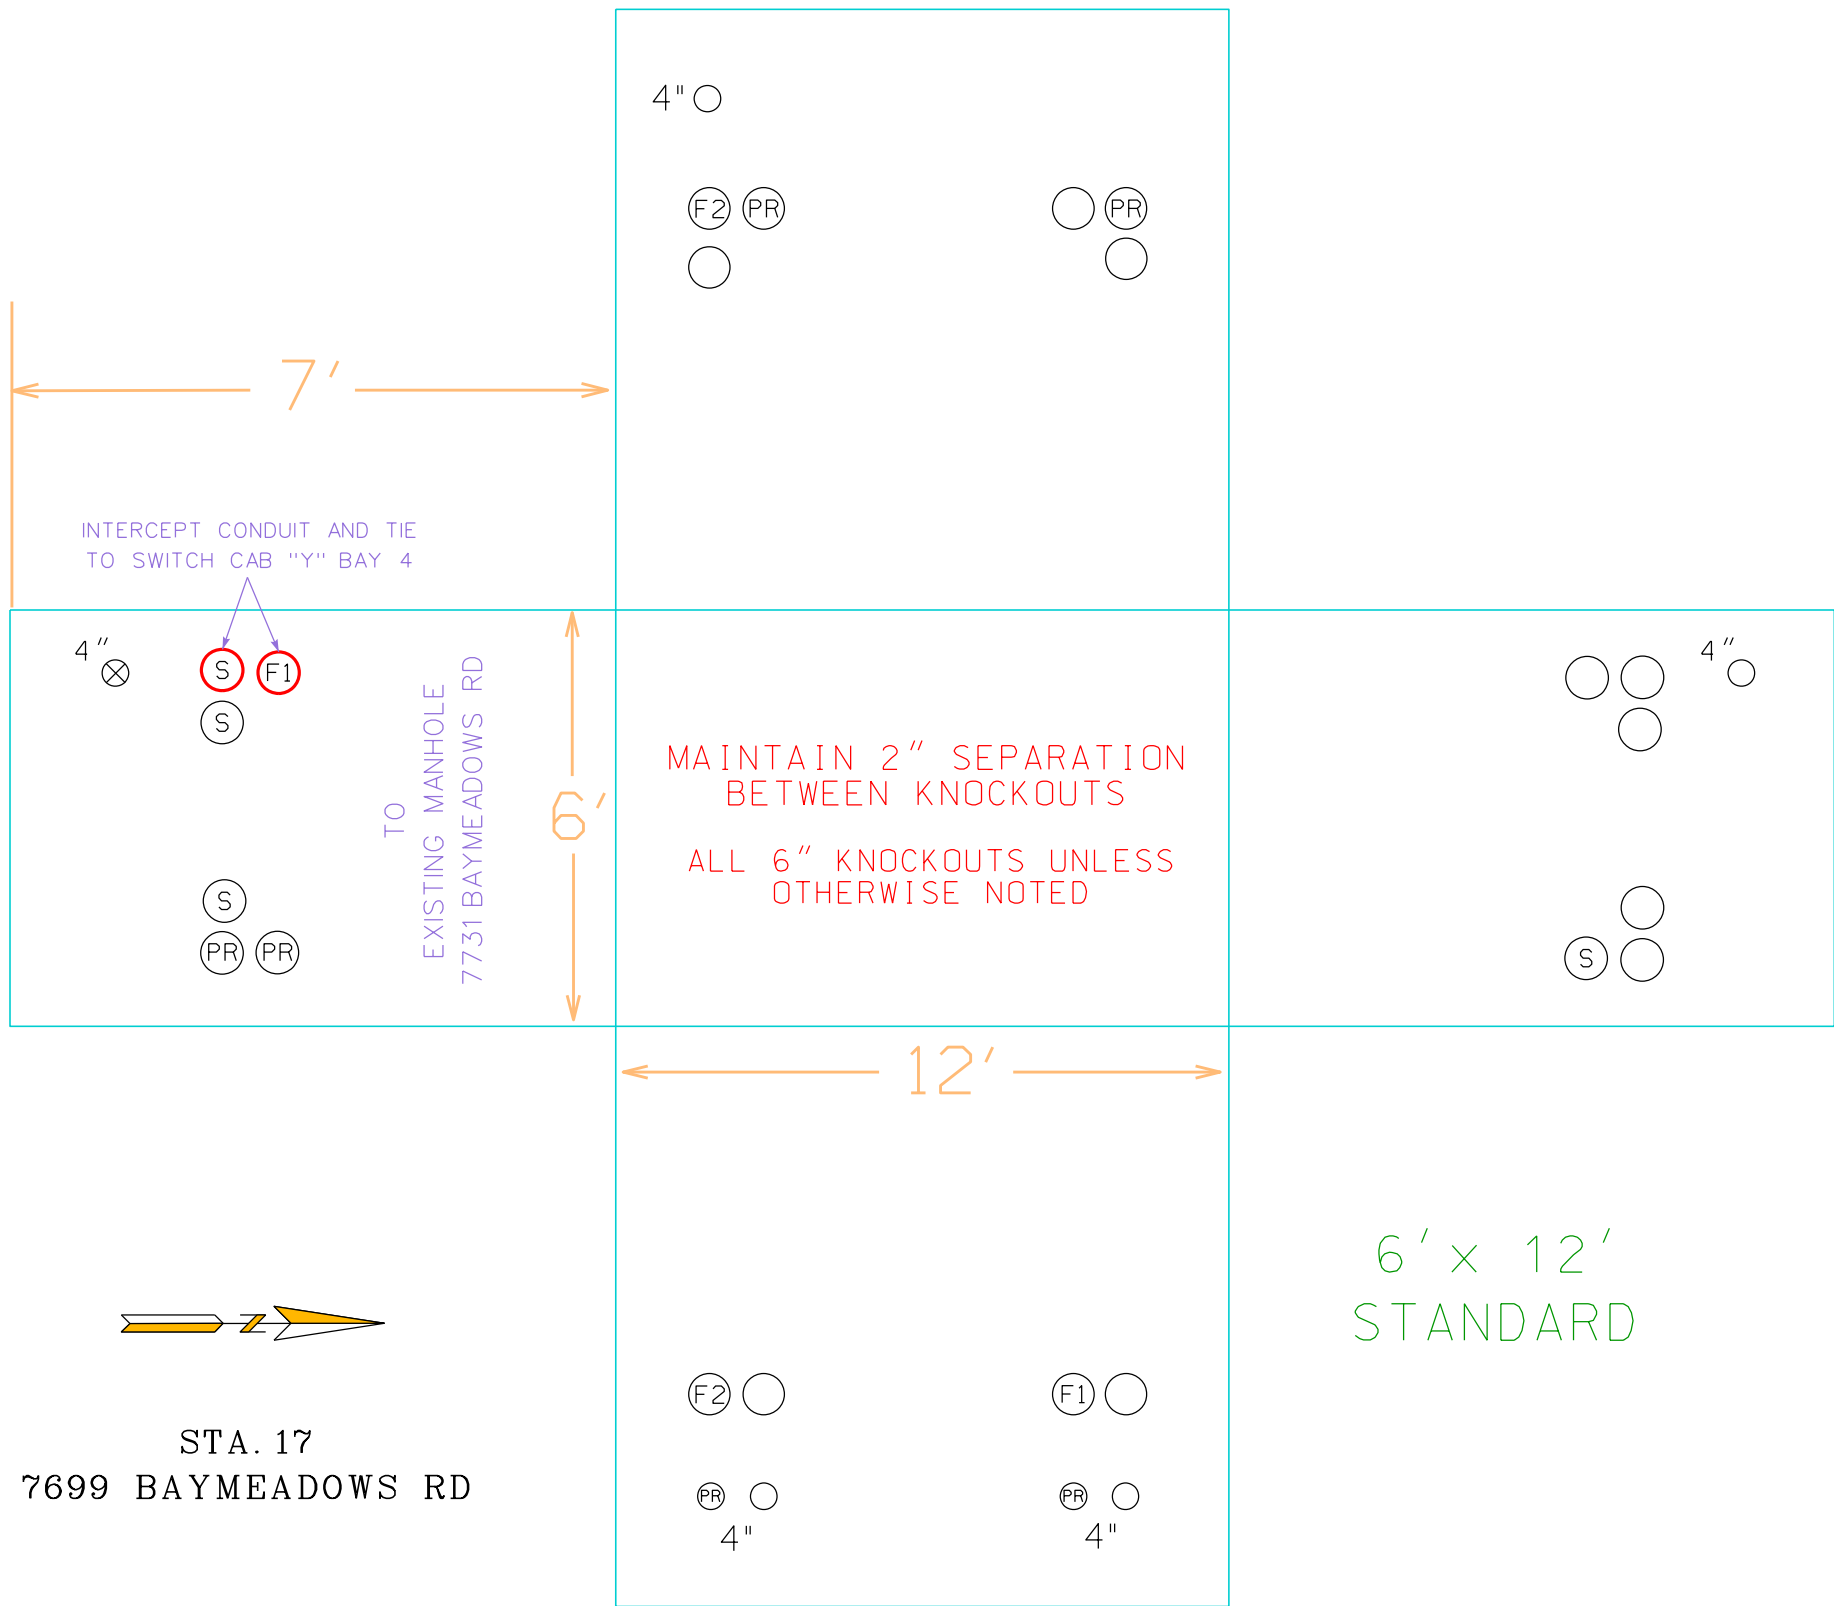 4"
F2 PR
PR
7'
INTERCEPT CONDUIT AND TIE
TO SWITCH CAB "Y" BAY 4
4"
S F1
S
S
PR PR
TO
EXISTING MANHOLE
7731 BAYMEADOWS RD
6'
MAINTAIN 2" SEPARATION
BETWEEN KNOCKOUTS
ALL 6" KNOCKOUTS UNLESS
OTHERWISE NOTED
4"
S
12'
6'x 12'
STANDARD
F2
F1
PR
PR
4"
4"
Z
STA. 17
7699 BAYMEADOWS RD